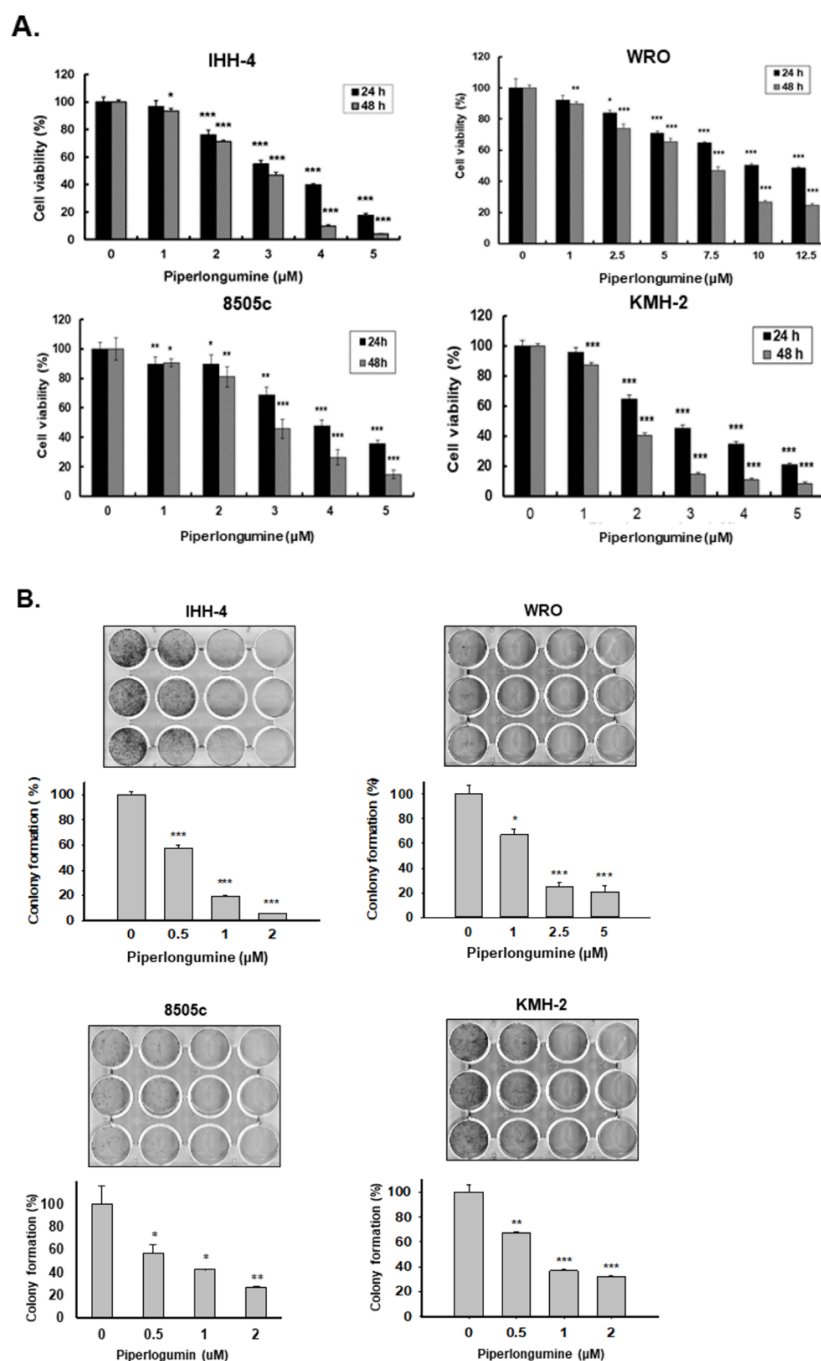 A.
IHH-4
120
100
80
60
40
20
0
Cell viability (%)
24 h
48 h
* *** *** *** *** *** *** *** ***
0 1 2 3 4 5
Piperlongumine (µM)
WRO
120
100
80
60
40
20
0
Cell viability (%)
24 h
48 h
** * *** *** *** *** *** *** *** *** ***
0 1 2.5 5 7.5 10 12.5
Piperlongumine (µM)
8505c
120
100
80
60
40
20
0
Cell viability (%)
24h
48h
** * * ** ** *** *** *** *** ***
0 1 2 3 4 5
Piperlongumine (µM)
KMH-2
120
100
80
60
40
20
0
Cell viability (%)
24 h
48 h
*** *** *** *** *** *** *** *** ***
0 1 2 3 4 5
Piperlongumine (µM)
B.
IHH-4
100
80
60
40
20
0
Conlony formation ( %)
*** *** ***
0 0.5 1 2
Piperlongumine (µM)
WRO
100
80
60
40
20
0
Conlony formation (%)
* *** ***
0 1 2.5 5
Piperlongumine (µM)
8505c
100
80
60
40
20
0
Colony formation (%)
* * **
0 0.5 1 2
Piperlogumin (uM)
KMH-2
100
80
60
40
20
0
Colony formation (%)
** *** ***
0 0.5 1 2
Piperlongumine (µM)